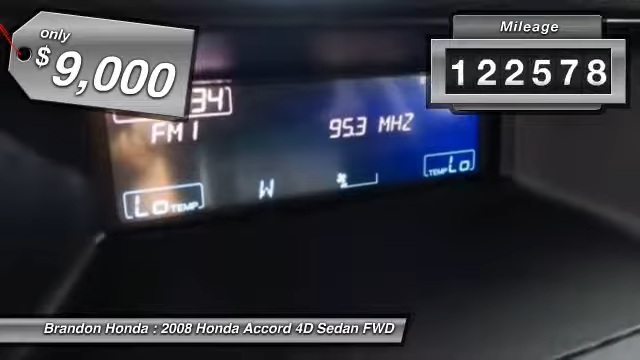 only
$9,000
Mileage
122578
34
FM 1
95.3 MHZ
Lo TEMP
W
TEMP Lo
Brandon Honda : 2008 Honda Accord 4D Sedan FWD